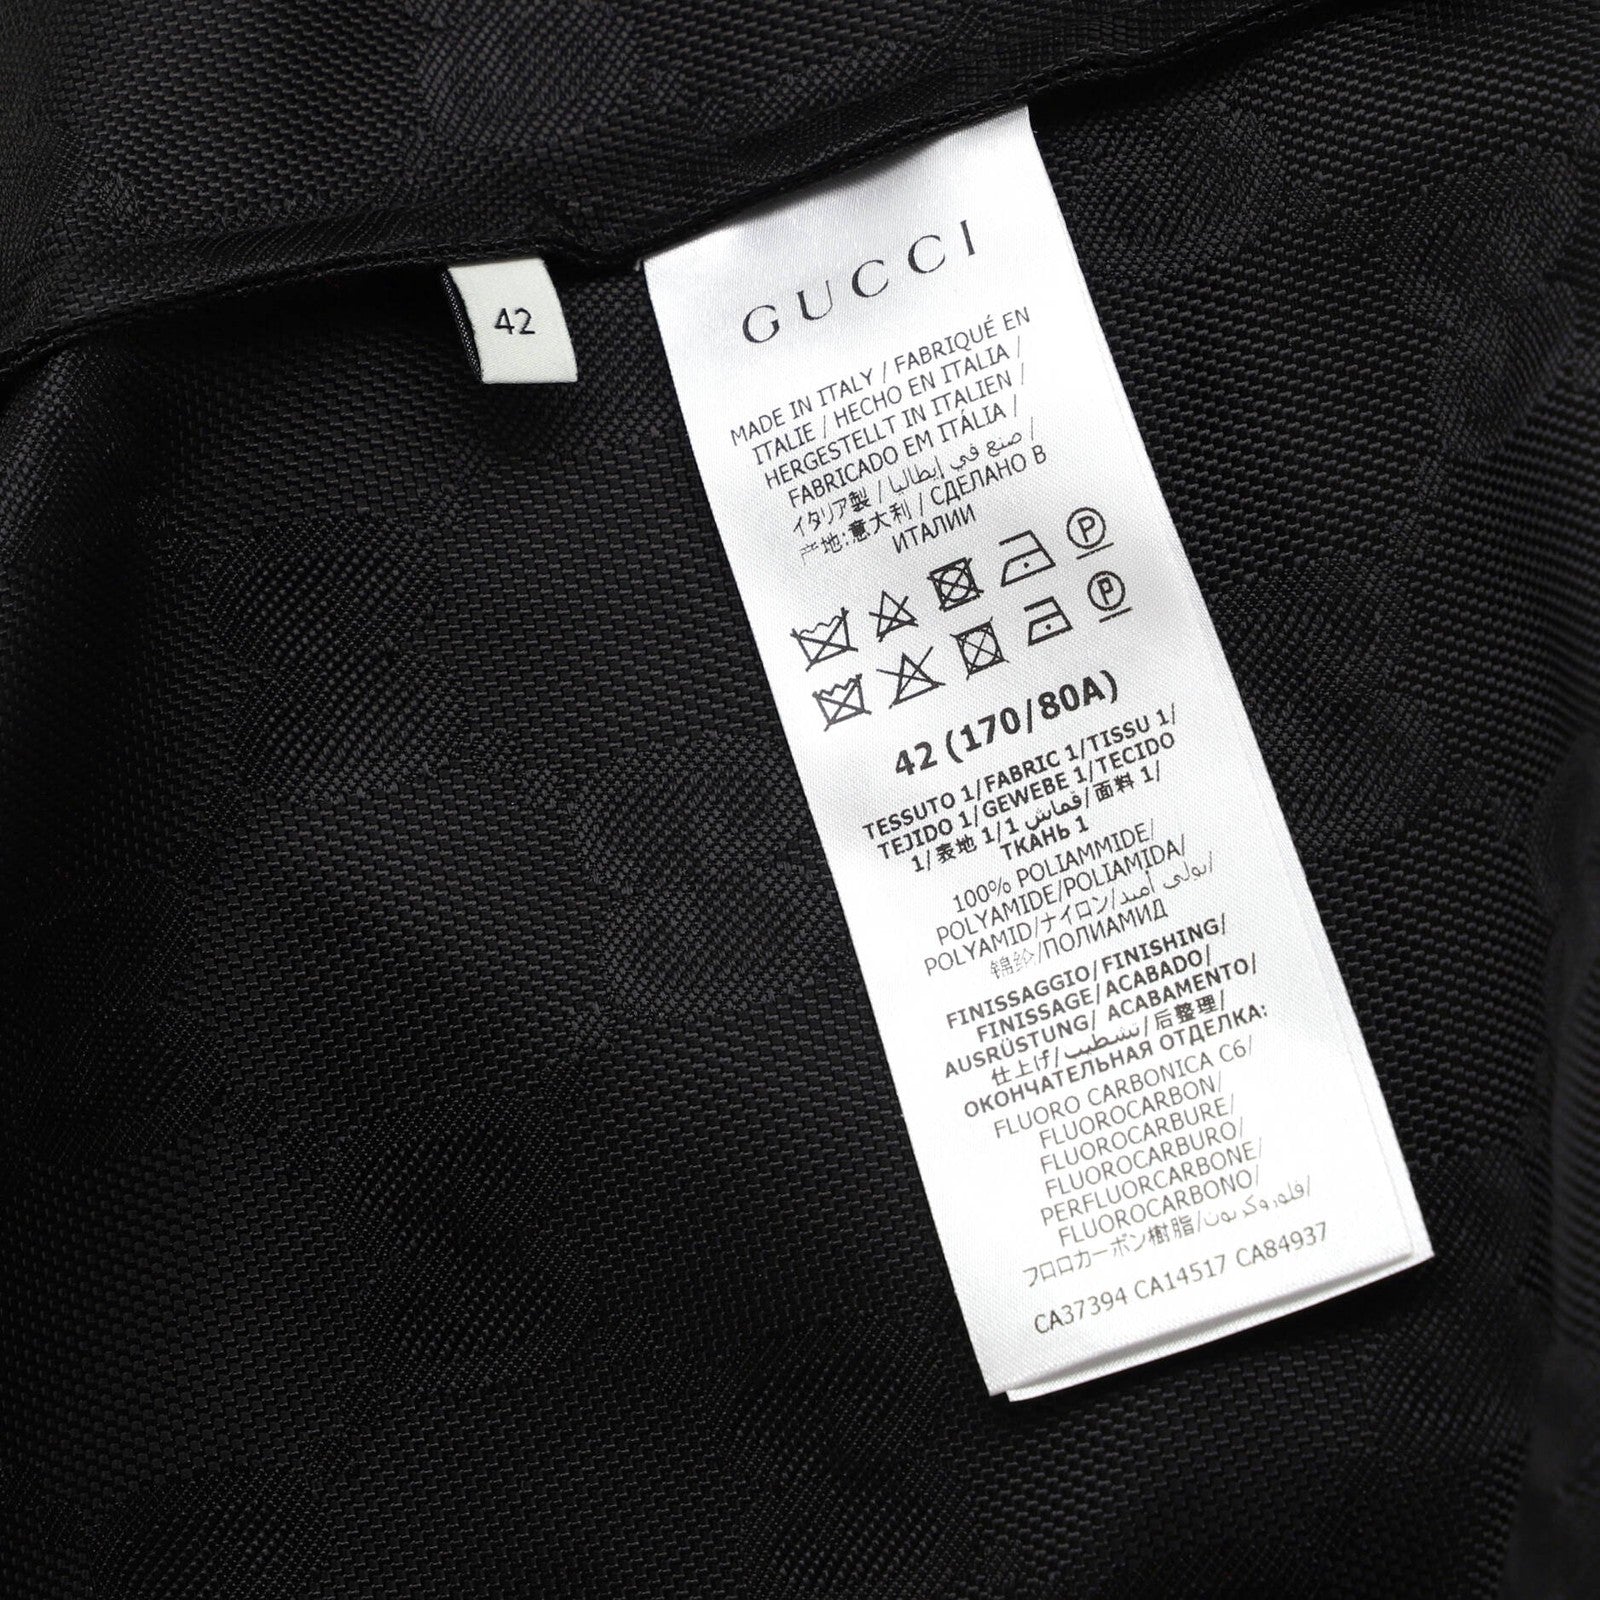 42
GUCCI
MADE IN ITALY / FABRIQUÉ EN
ITALIE / HECHO EN ITALIA /
HERGESTELLT IN ITALIEN /
FABRICADO EM ITÁLIA /
イタリア製 / صنع في إيطاليا /
产地:意大利 / СДЕЛАНО В
ИТАЛИИ
P
P
42 (170/80A)
TESSUTO 1/FABRIC 1/TISSU 1/
TEJIDO 1/GEWEBE 1/TECIDO
1/表地 1/قماش 1/面料 1/
ТКАНЬ 1
100% POLIAMMIDE/
POLYAMIDE/POLIAMIDA/
POLYAMID/ナイロン/بولي أميد/
锦纶/ПОЛИАМИД
FINISSAGGIO/FINISHING/
FINISSAGE/ACABADO/
AUSRÜSTUNG/ ACABAMENTO/
仕上げ/تشطيب/后整理/
ОКОНЧАТЕЛЬНАЯ ОТДЕЛКА:
FLUORO CARBONICA C6/
FLUOROCARBON/
FLUOROCARBURE/
FLUOROCARBURO/
PERFLUORCARBONE/
FLUOROCARBONO/
フロロカーボン樹脂/فلوروكربون/
CA37394 CA14517 CA84937